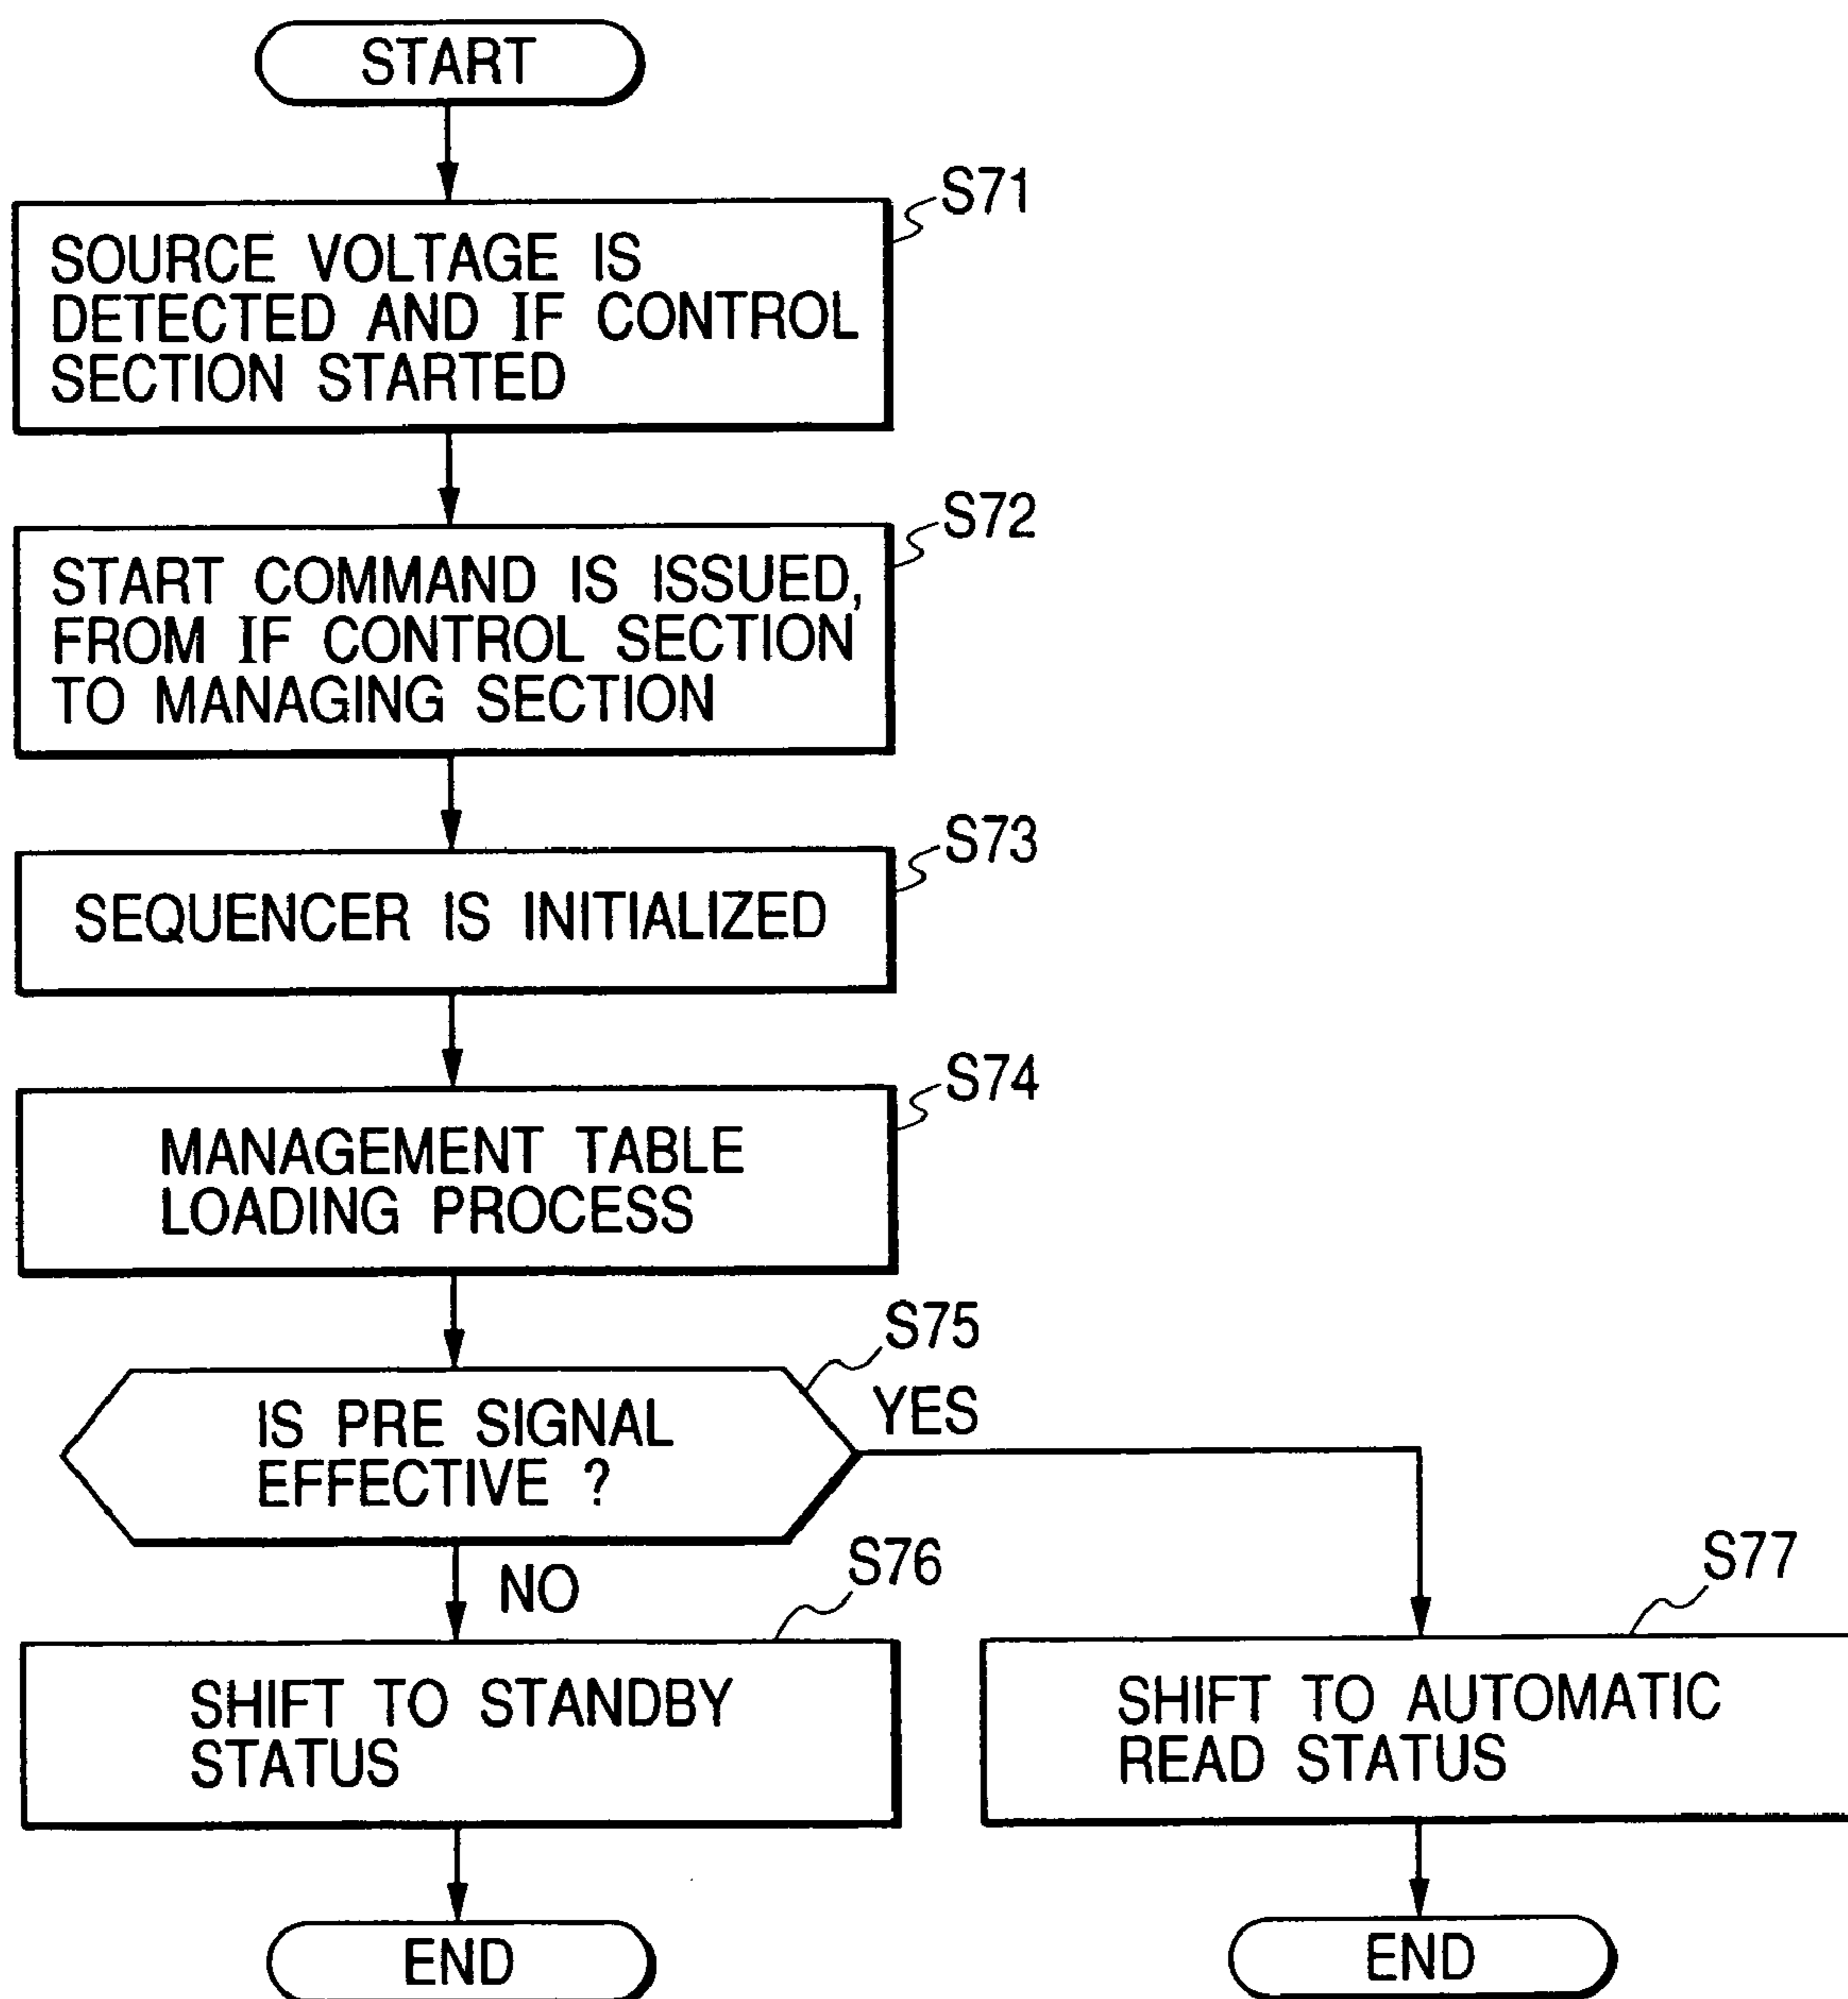 START
S71
SOURCE VOLTAGE IS
DETECTED AND IF CONTROL
SECTION STARTED
S72
START COMMAND IS ISSUED,
FROM IF CONTROL SECTION
TO MANAGING SECTION
S73
SEQUENCER IS INITIALIZED
S74
MANAGEMENT TABLE
LOADING PROCESS
S75
IS PRE SIGNAL
EFFECTIVE ?
YES
NO
S76
SHIFT TO STANDBY
STATUS
S77
SHIFT TO AUTOMATIC
READ STATUS
END
END